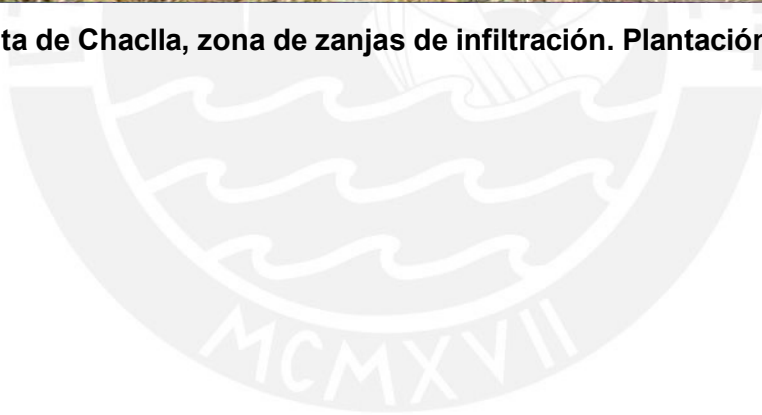 ta de Chaclla, zona de zanjas de infiltración. Plantación
MCMXVII